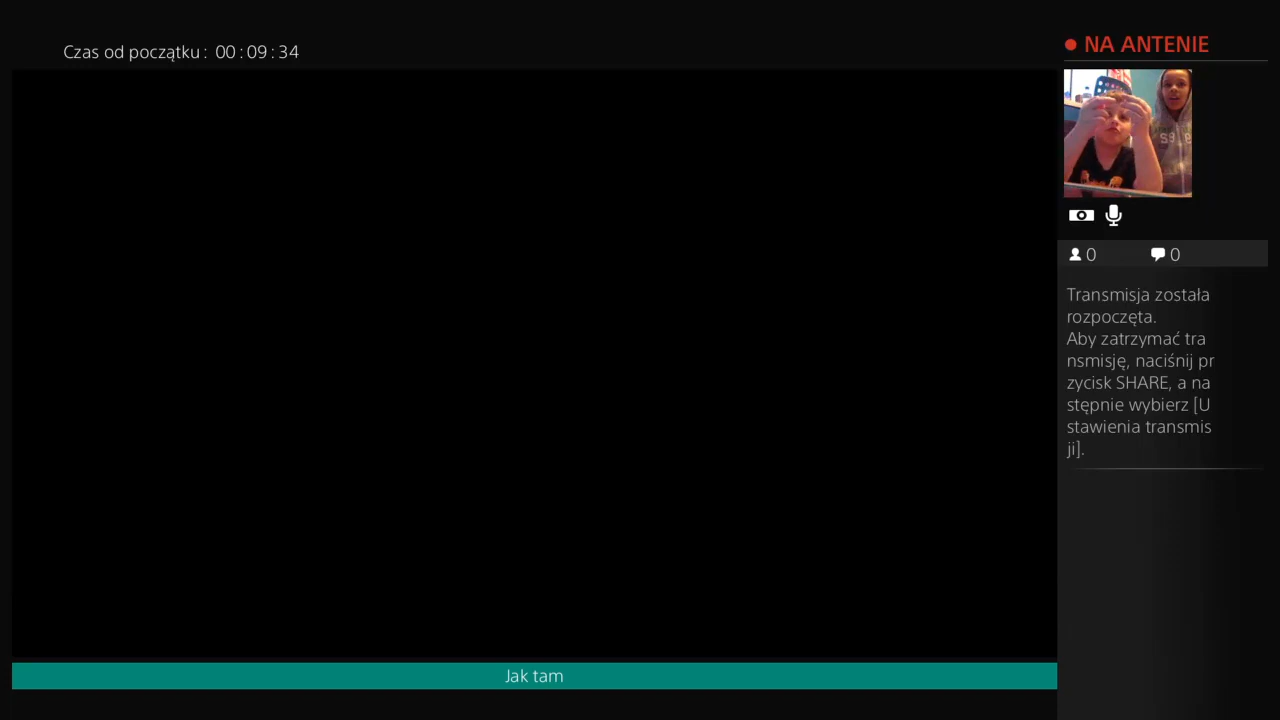 Czas od początku: 00:09:34
NA ANTENIE
0 0
Transmisja została
rozpoczęta.
Aby zatrzymać tra
nsmisję, naciśnij pr
zycisk SHARE, a na
stępnie wybierz [U
stawienia transmis
ji].
Jak tam